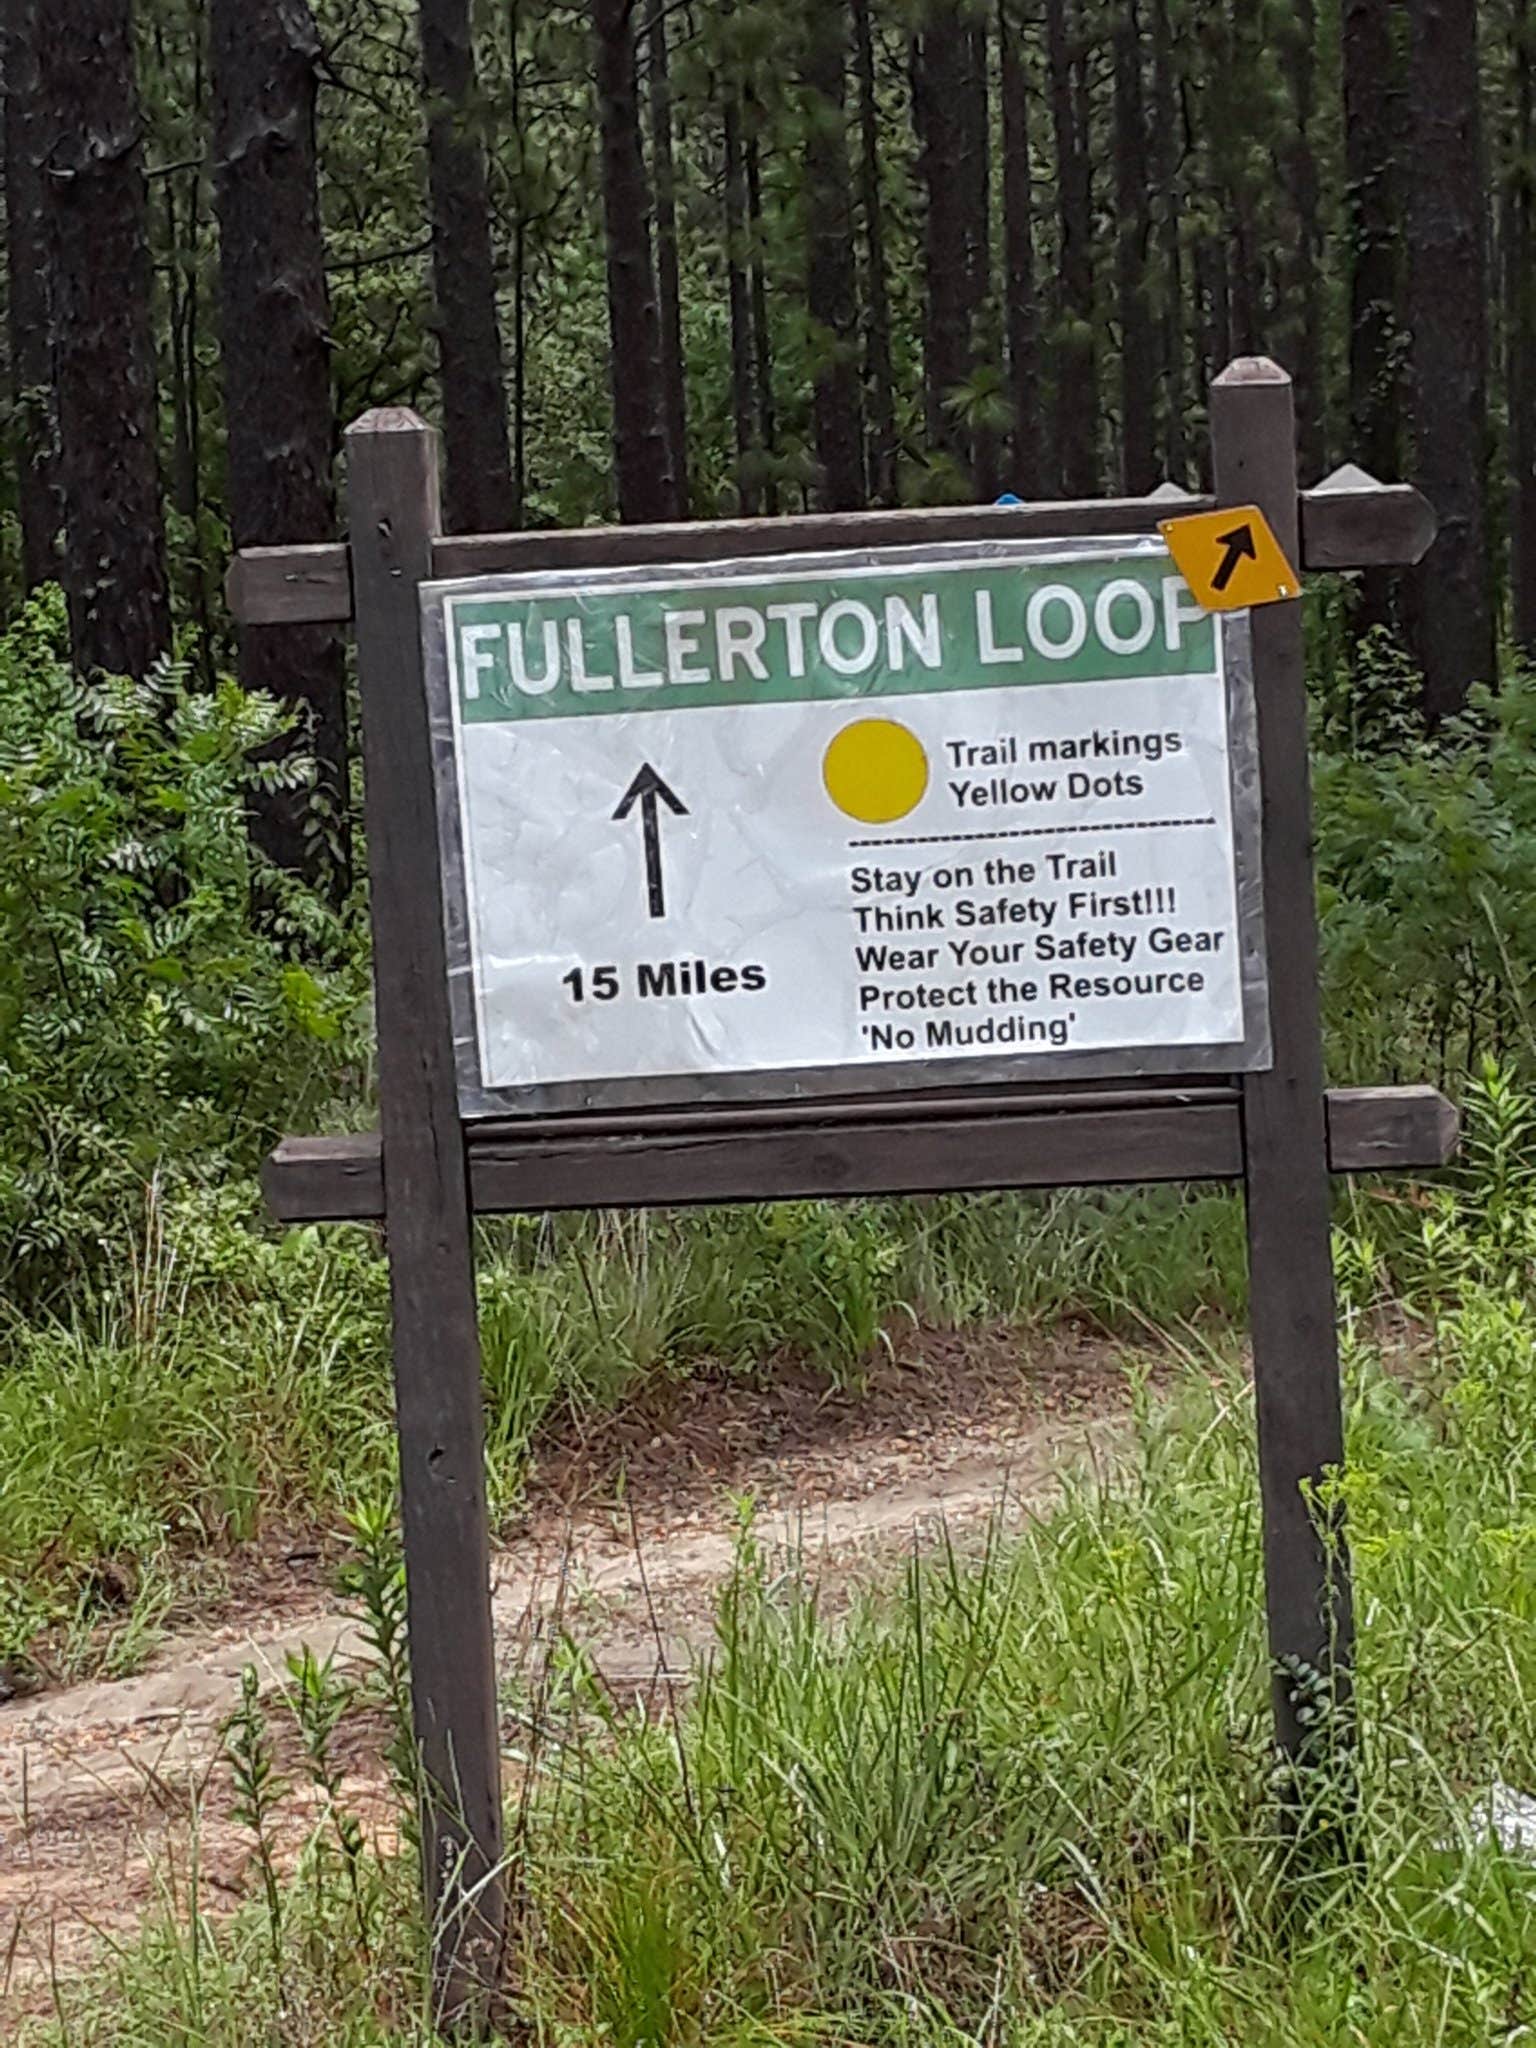 FULLERTON LOOP
Trail markings
Yellow Dots
15 Miles
Stay on the Trail
Think Safety First!!!
Wear Your Safety Gear
Protect the Resource
'No Mudding'